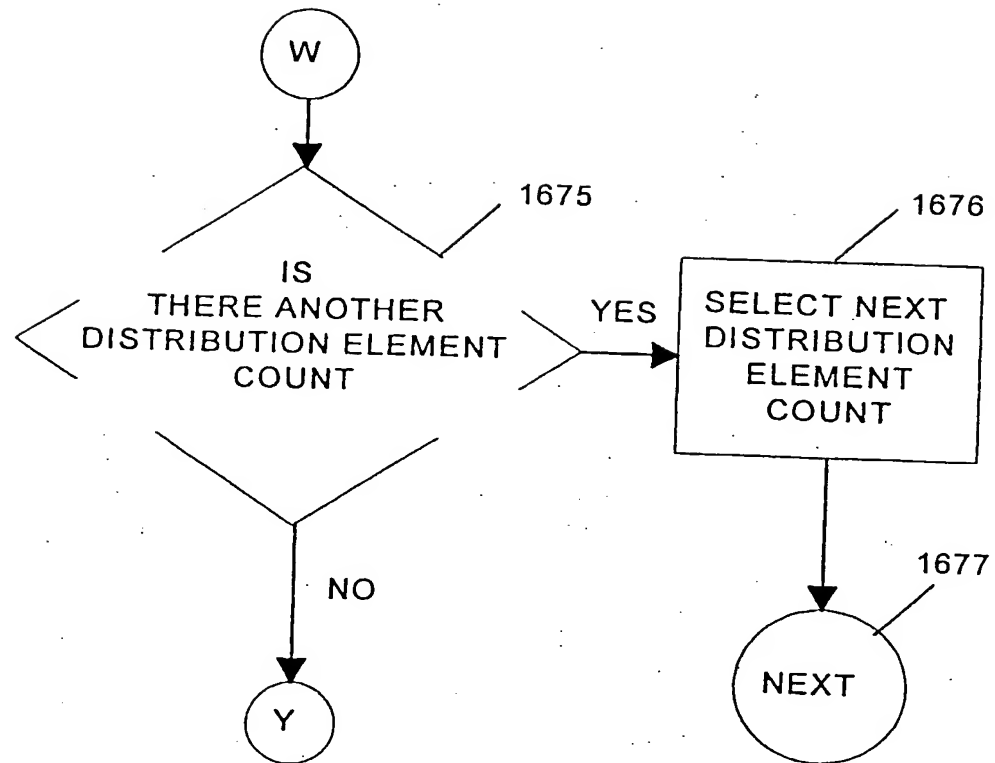 W
1675
IS
THERE ANOTHER
DISTRIBUTION ELEMENT
COUNT
YES
1676
SELECT NEXT
DISTRIBUTION
ELEMENT
COUNT
NO
1677
NEXT
Y